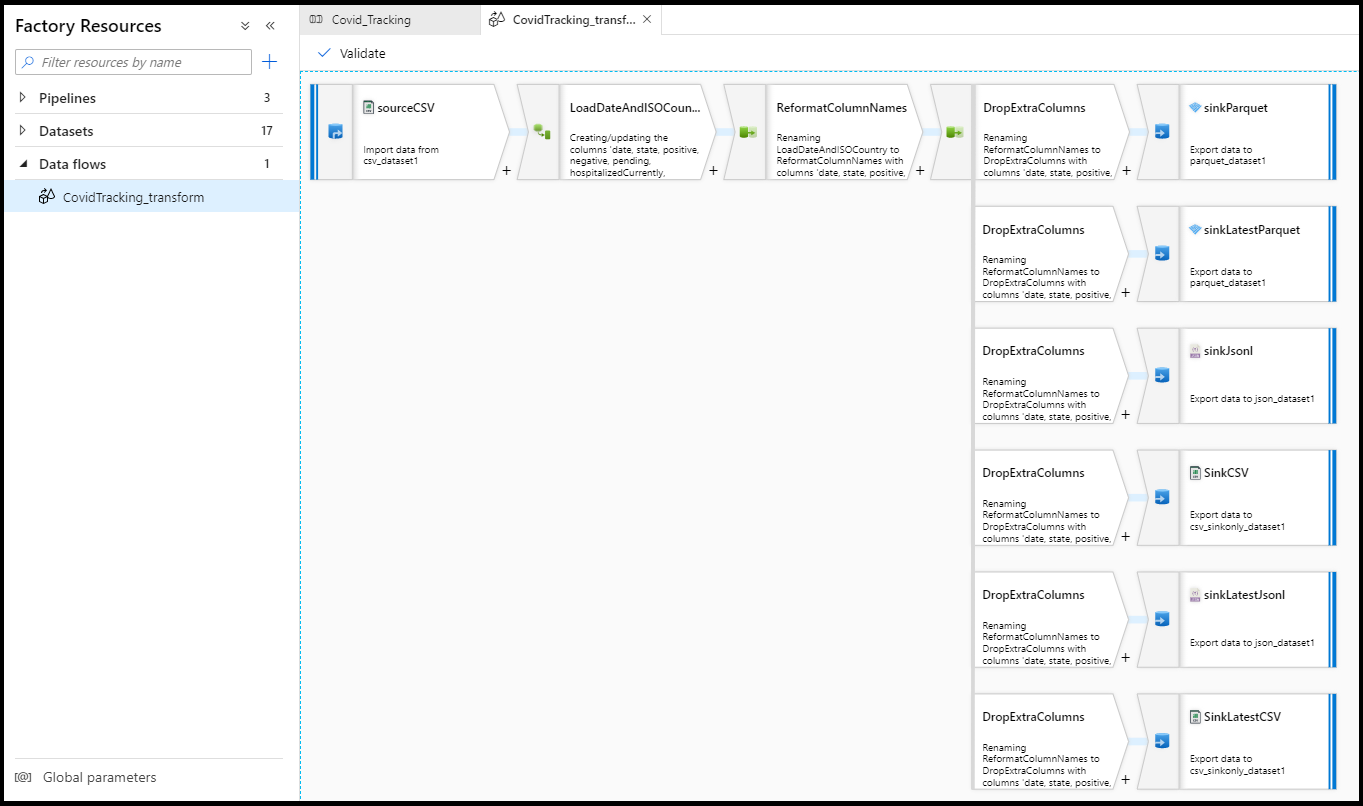 Factory Resources
Filter resources by name
Pipelines 3
Datasets 17
Data flows 1
CovidTracking_transform
Global parameters
Covid_Tracking
CovidTracking_transf...
Validate
sourceCSV
Import data from
csv_dataset1
+
LoadDateAndISOCoun...
Creating/updating the
columns 'date, state, positive,
negative, pending,
hospitalizedCurrently,
+
ReformatColumnNames
Renaming
LoadDateAndISOCountry to
ReformatColumnNames with
columns 'date, state, positive,
+
DropExtraColumns
Renaming
ReformatColumnNames to
DropExtraColumns with
columns 'date, state, positive,
+
sinkParquet
Export data to
parquet_dataset1
DropExtraColumns
Renaming
ReformatColumnNames to
DropExtraColumns with
columns 'date, state, positive,
+
sinkLatestParquet
Export data to
parquet_dataset1
DropExtraColumns
Renaming
ReformatColumnNames to
DropExtraColumns with
columns 'date, state, positive,
+
sinkJsonl
Export data to json_dataset1
DropExtraColumns
Renaming
ReformatColumnNames to
DropExtraColumns with
columns 'date, state, positive,
+
SinkCSV
Export data to
csv_sinkonly_dataset1
DropExtraColumns
Renaming
ReformatColumnNames to
DropExtraColumns with
columns 'date, state, positive,
+
sinkLatestJsonl
Export data to json_dataset1
DropExtraColumns
Renaming
ReformatColumnNames to
DropExtraColumns with
columns 'date, state, positive,
+
SinkLatestCSV
Export data to
csv_sinkonly_dataset1